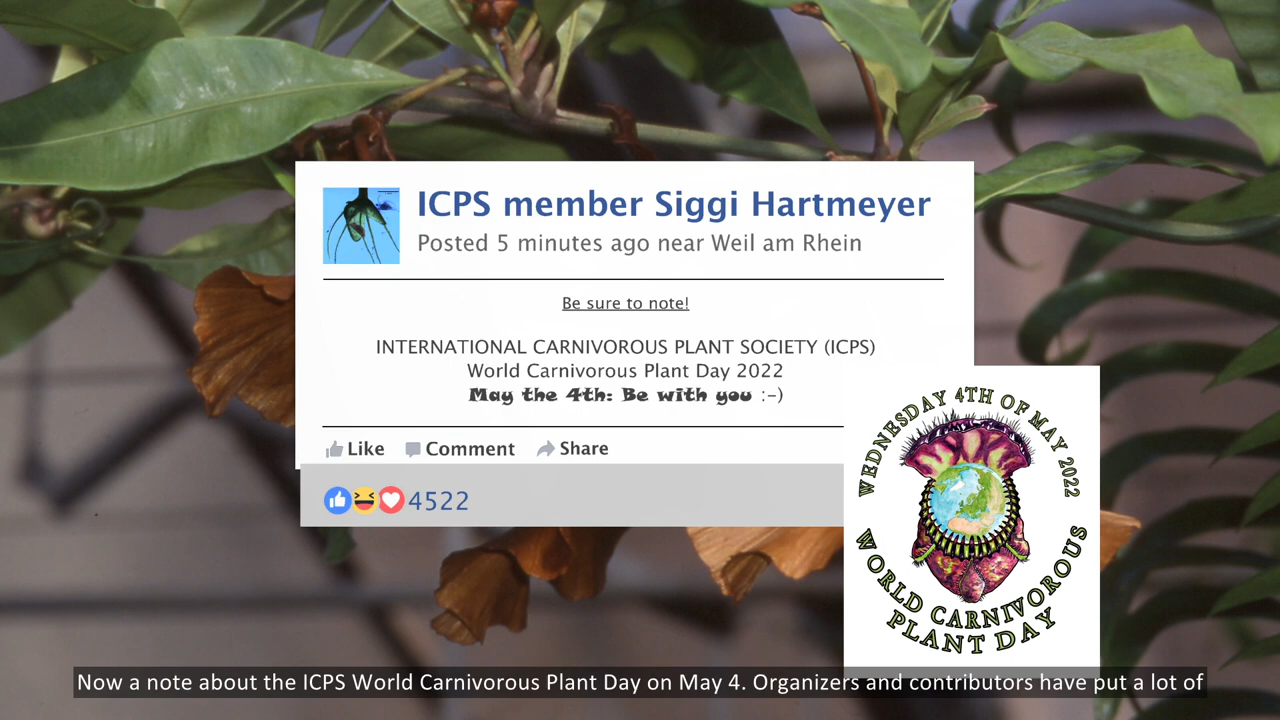 ICPS member Siggi Hartmeyer
Posted 5 minutes ago near Weil am Rhein
Be sure to note!
INTERNATIONAL CARNIVOROUS PLANT SOCIETY (ICPS)
World Carnivorous Plant Day 2022
May the 4th: Be with you :-)
Like Comment Share
4522
WEDNESDAY 4TH OF MAY 2022
WORLD CARNIVOROUS
PLANT DAY
Now a note about the ICPS World Carnivorous Plant Day on May 4. Organizers and contributors have put a lot of